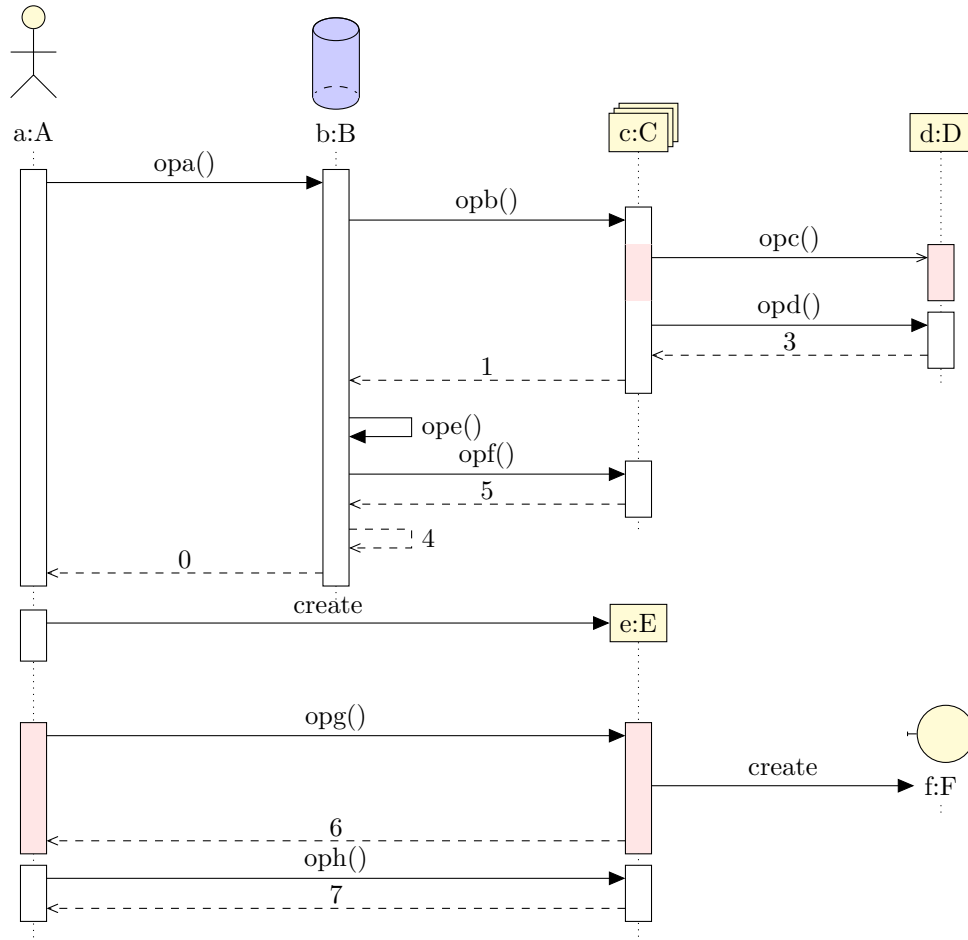 a:A
b:B
c:C
d:D
opa()
opb()
opc()
opd()
3
1
ope()
opf()
5
4
0
create
e:E
opg()
create
f:F
6
oph()
7